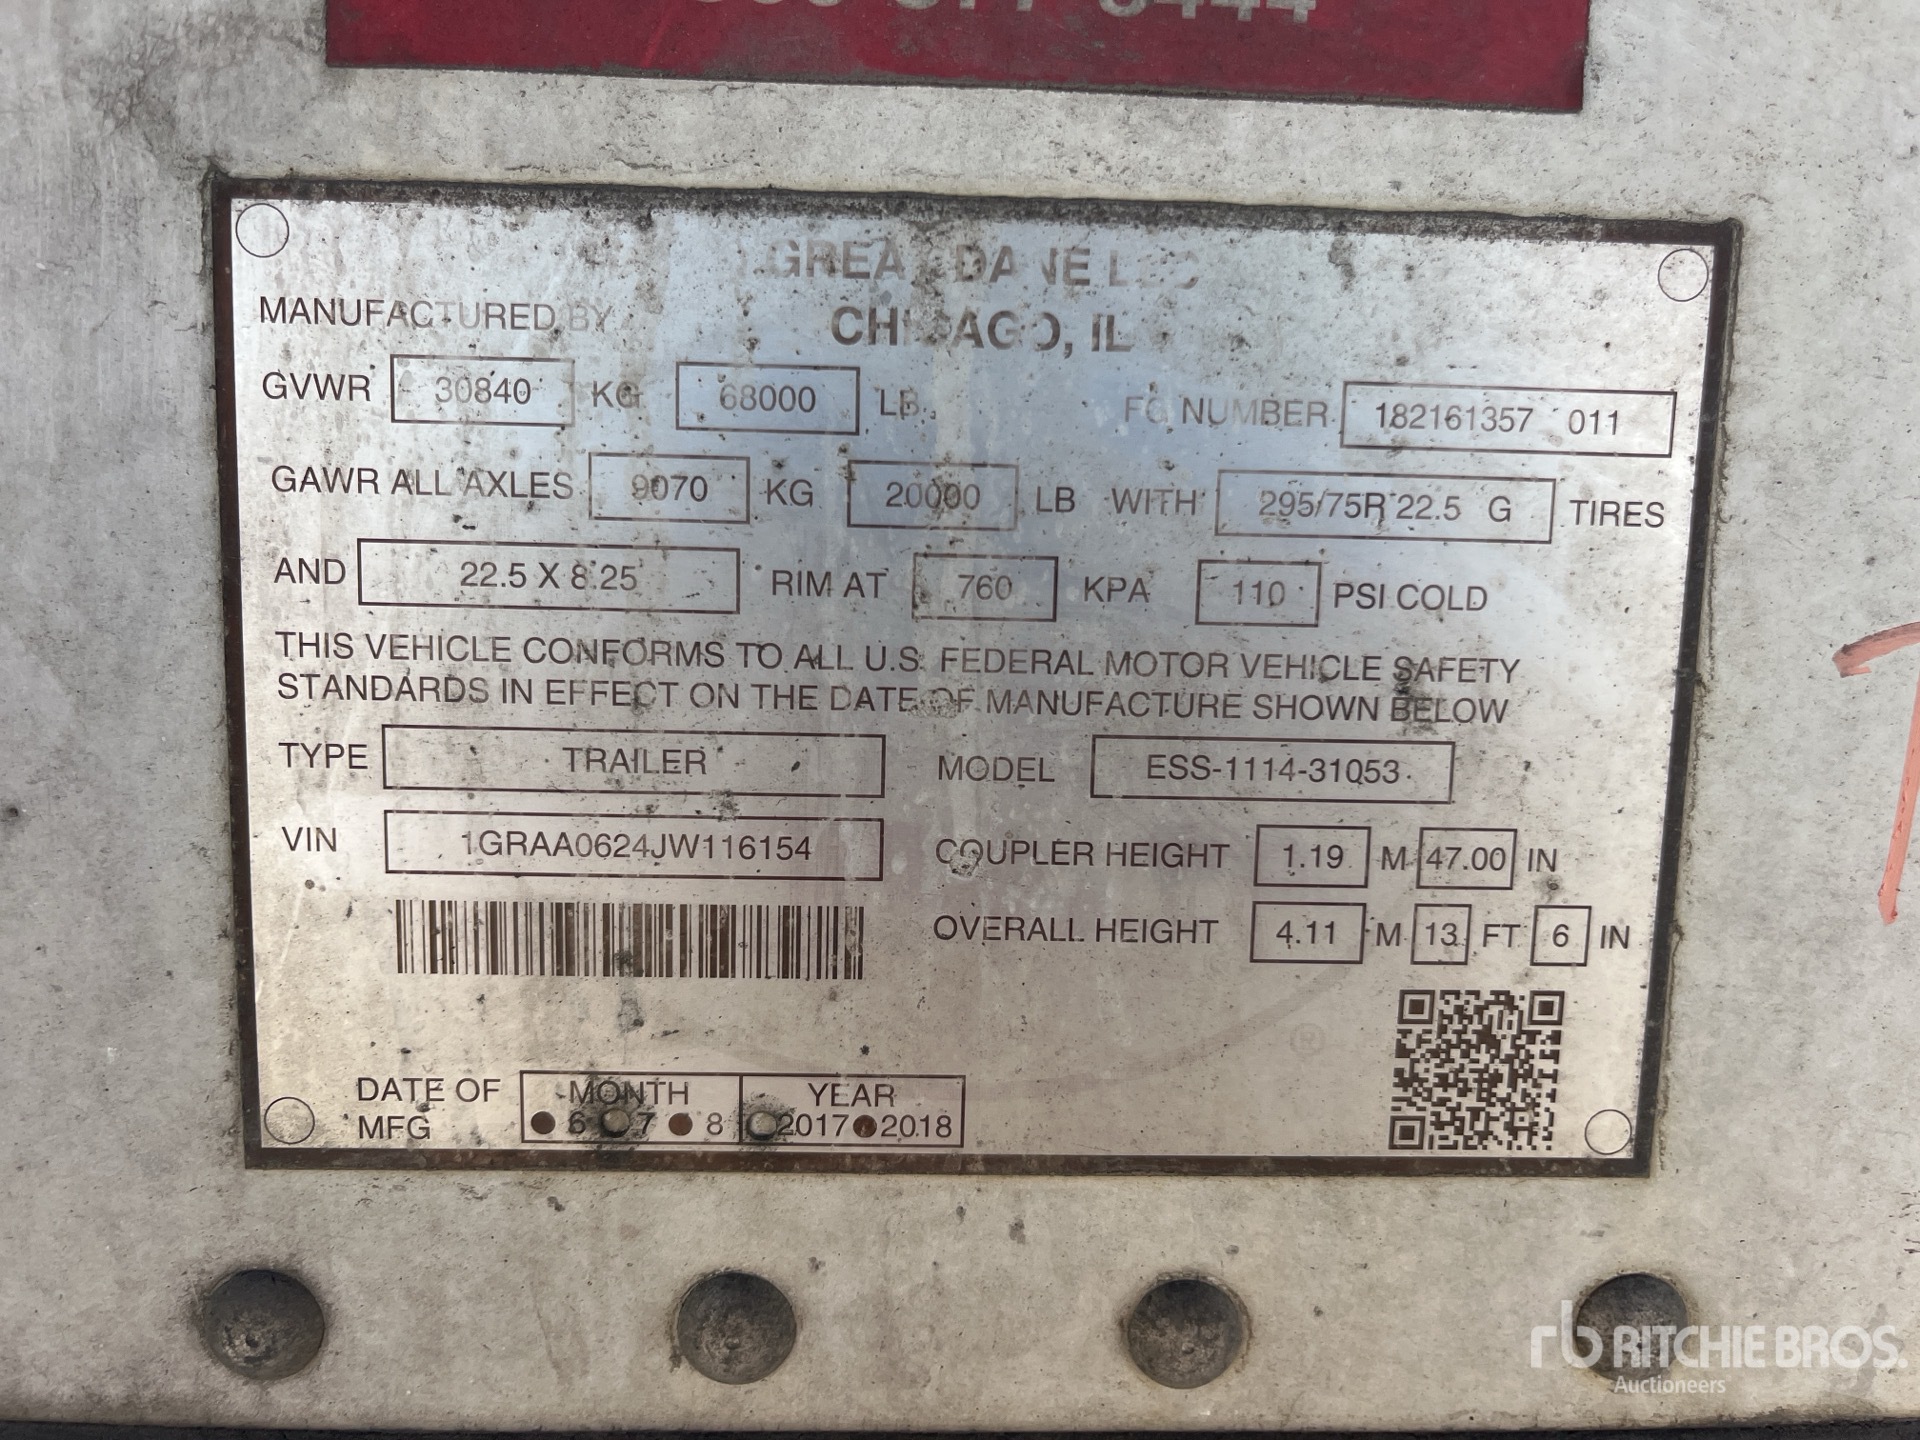 GREAT DANE LLC
MANUFACTURED BY CHICAGO, IL
GVWR 30840 KG 68000 LB FO NUMBER 182161357 011
GAWR ALL AXLES 9070 KG 20000 LB WITH 295/75R 22.5 G TIRES
AND 22.5 X 8.25 RIM AT 760 KPA 110 PSI COLD
THIS VEHICLE CONFORMS TO ALL U.S. FEDERAL MOTOR VEHICLE SAFETY
STANDARDS IN EFFECT ON THE DATE OF MANUFACTURE SHOWN BELOW
TYPE TRAILER MODEL ESS-1114-31053
VIN 1GRAA0624JW116154 COUPLER HEIGHT 1.19 M 47.00 IN
OVERALL HEIGHT 4.11 M 13 FT 6 IN
®
DATE OF MFG MONTH YEAR
6 7 8 2017 2018
rb RITCHIE BROS.
Auctioneers